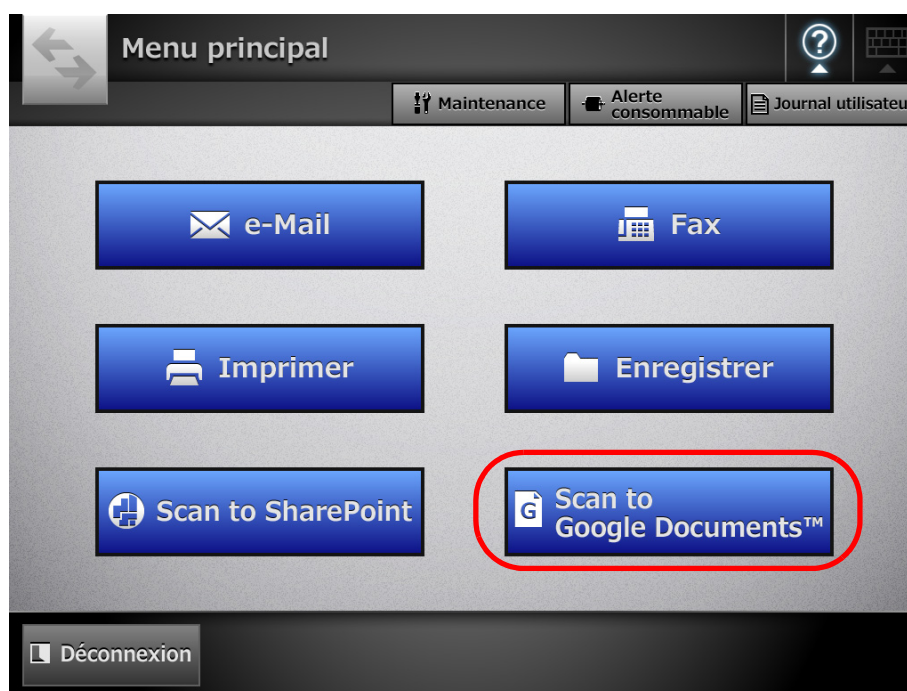 Menu principal
?
Maintenance
Alerte
consommable
Journal utilisateu
e-Mail
Fax
Imprimer
Enregistrer
Scan to SharePoint
G
Scan to
Google Documents™
Déconnexion